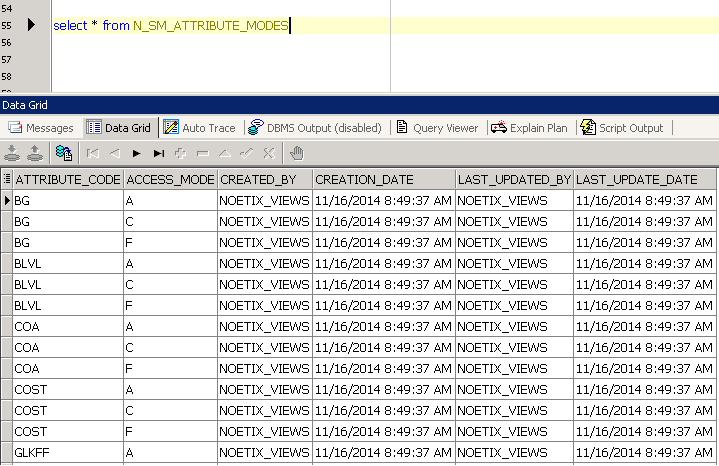 54
55 select * from N_SM_ATTRIBUTE_MODES
56
57
58
Data Grid
Messages Data Grid Auto Trace DBMS Output (disabled) Query Viewer Explain Plan Script Output
ATTRIBUTE_CODE ACCESS_MODE CREATED_BY CREATION_DATE LAST_UPDATED_BY LAST_UPDATE_DATE
BG A NOETIX_VIEWS 11/16/2014 8:49:37 AM NOETIX_VIEWS 11/16/2014 8:49:37 AM
BG C NOETIX_VIEWS 11/16/2014 8:49:37 AM NOETIX_VIEWS 11/16/2014 8:49:37 AM
BG F NOETIX_VIEWS 11/16/2014 8:49:37 AM NOETIX_VIEWS 11/16/2014 8:49:37 AM
BLVL A NOETIX_VIEWS 11/16/2014 8:49:37 AM NOETIX_VIEWS 11/16/2014 8:49:37 AM
BLVL C NOETIX_VIEWS 11/16/2014 8:49:37 AM NOETIX_VIEWS 11/16/2014 8:49:37 AM
BLVL F NOETIX_VIEWS 11/16/2014 8:49:37 AM NOETIX_VIEWS 11/16/2014 8:49:37 AM
COA A NOETIX_VIEWS 11/16/2014 8:49:37 AM NOETIX_VIEWS 11/16/2014 8:49:37 AM
COA C NOETIX_VIEWS 11/16/2014 8:49:37 AM NOETIX_VIEWS 11/16/2014 8:49:37 AM
COA F NOETIX_VIEWS 11/16/2014 8:49:37 AM NOETIX_VIEWS 11/16/2014 8:49:37 AM
COST A NOETIX_VIEWS 11/16/2014 8:49:37 AM NOETIX_VIEWS 11/16/2014 8:49:37 AM
COST C NOETIX_VIEWS 11/16/2014 8:49:37 AM NOETIX_VIEWS 11/16/2014 8:49:37 AM
COST F NOETIX_VIEWS 11/16/2014 8:49:37 AM NOETIX_VIEWS 11/16/2014 8:49:37 AM
GLKFF A NOETIX_VIEWS 11/16/2014 8:49:37 AM NOETIX_VIEWS 11/16/2014 8:49:37 AM